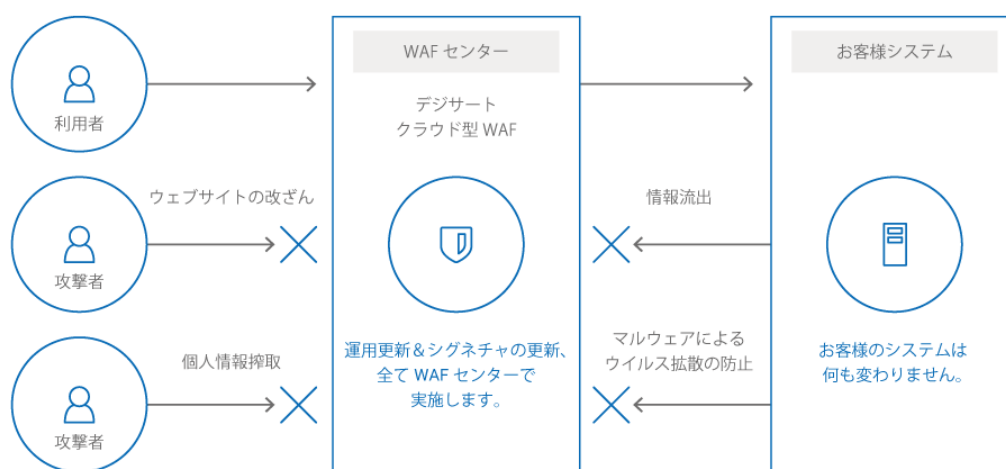 WAF センター
お客様システム
デジサート
クラウド型 WAF
利用者
ウェブサイトの改ざん
情報流出
攻撃者
個人情報搾取
運用更新＆シグネチャの更新、
全て WAF センターで
実施します。
マルウェアによる
ウイルス拡散の防止
お客様のシステムは
何も変わりません。
攻撃者